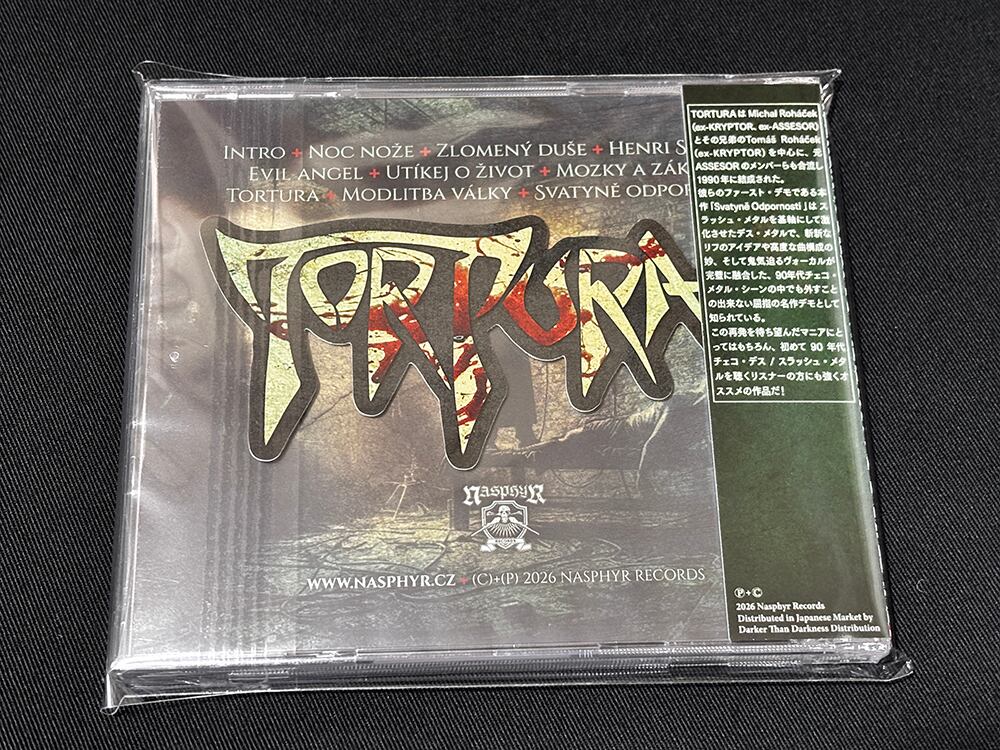 INTRO + NOC NOŽE + ZLOMENÝ DUŠE + HENRI S
EVIL ANGEL + UTÍKEJ O ŽIVOT + MOZKY A ZÁK
TORTURA + MODLITBA VÁLKY + SVATYNĚ ODPOR
TORTURA
NASPHYR
RECORDS
WWW.NASPHYR.CZ + (C)+(P) 2026 NASPHYR RECORDS
TORTURAは Michal Roháček
(ex-KRYPTOR, ex-ASSESOR)
とその兄弟のTomáš Roháček
(ex-KRYPTOR) を中心に、元
ASSESORのメンバーらも合流し
1990年に結成された。
彼らのファースト・デモである本
作「Svatyně Odpornosti」はス
ラッシュ・メタルを基軸にして激
化させたデス・メタルで、斬新な
リフのアイデアや高度な曲構成の
妙、そして鬼気迫るヴォーカルが
完璧に融合した、90年代チェコ・
メタル・シーンの中でも外すこと
の出来ない屈指の名作デモとして
知られている。
この再発を待ち望んだマニアにと
ってはもちろん、初めて 90 年代
チェコ・デス / スラッシュ・メタ
ルを聴くリスナーの方にも強くオ
ススメの作品だ!
Ⓟ+©
2026 Nasphyr Records
Distributed in Japanese Market by
Darker Than Darkness Distribution